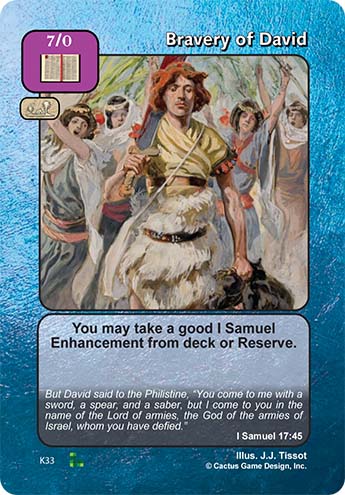 7/0
Bravery of David
You may take a good I Samuel
Enhancement from deck or Reserve.
But David said to the Philistine, “You come to me with a
sword, a spear, and a saber, but I come to you in the
name of the Lord of armies, the God of the armies of
Israel, whom you have defied.”
I Samuel 17:45
K33
Illus. J.J. Tissot
© Cactus Game Design, Inc.